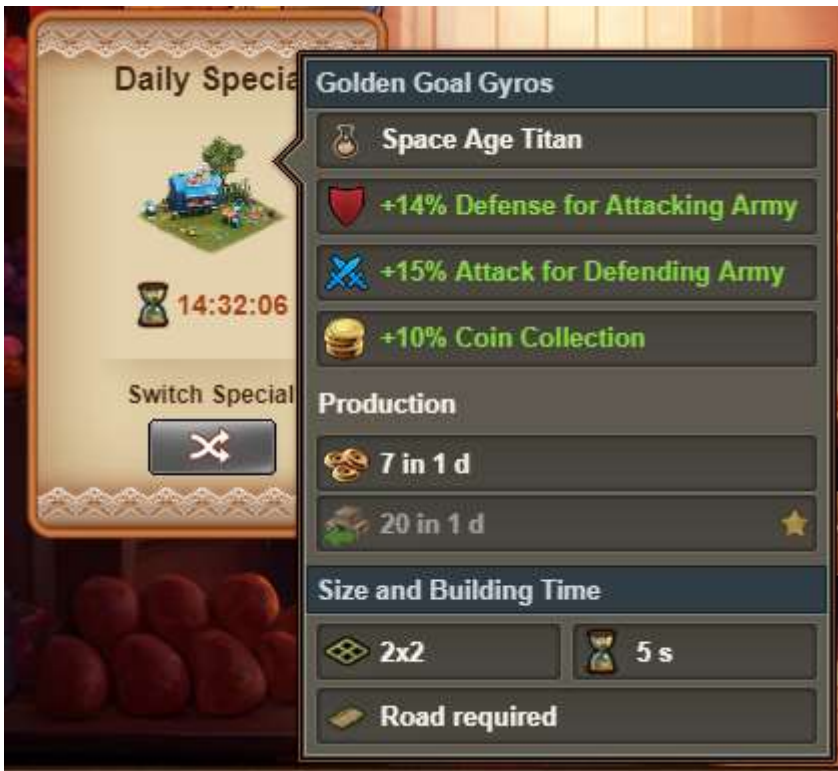 Daily Specia
14:32:06
Switch Special
Golden Goal Gyros
Space Age Titan
+14% Defense for Attacking Army
+15% Attack for Defending Army
+10% Coin Collection
Production
7 in 1 d
20 in 1 d
Size and Building Time
2x2
5 s
Road required